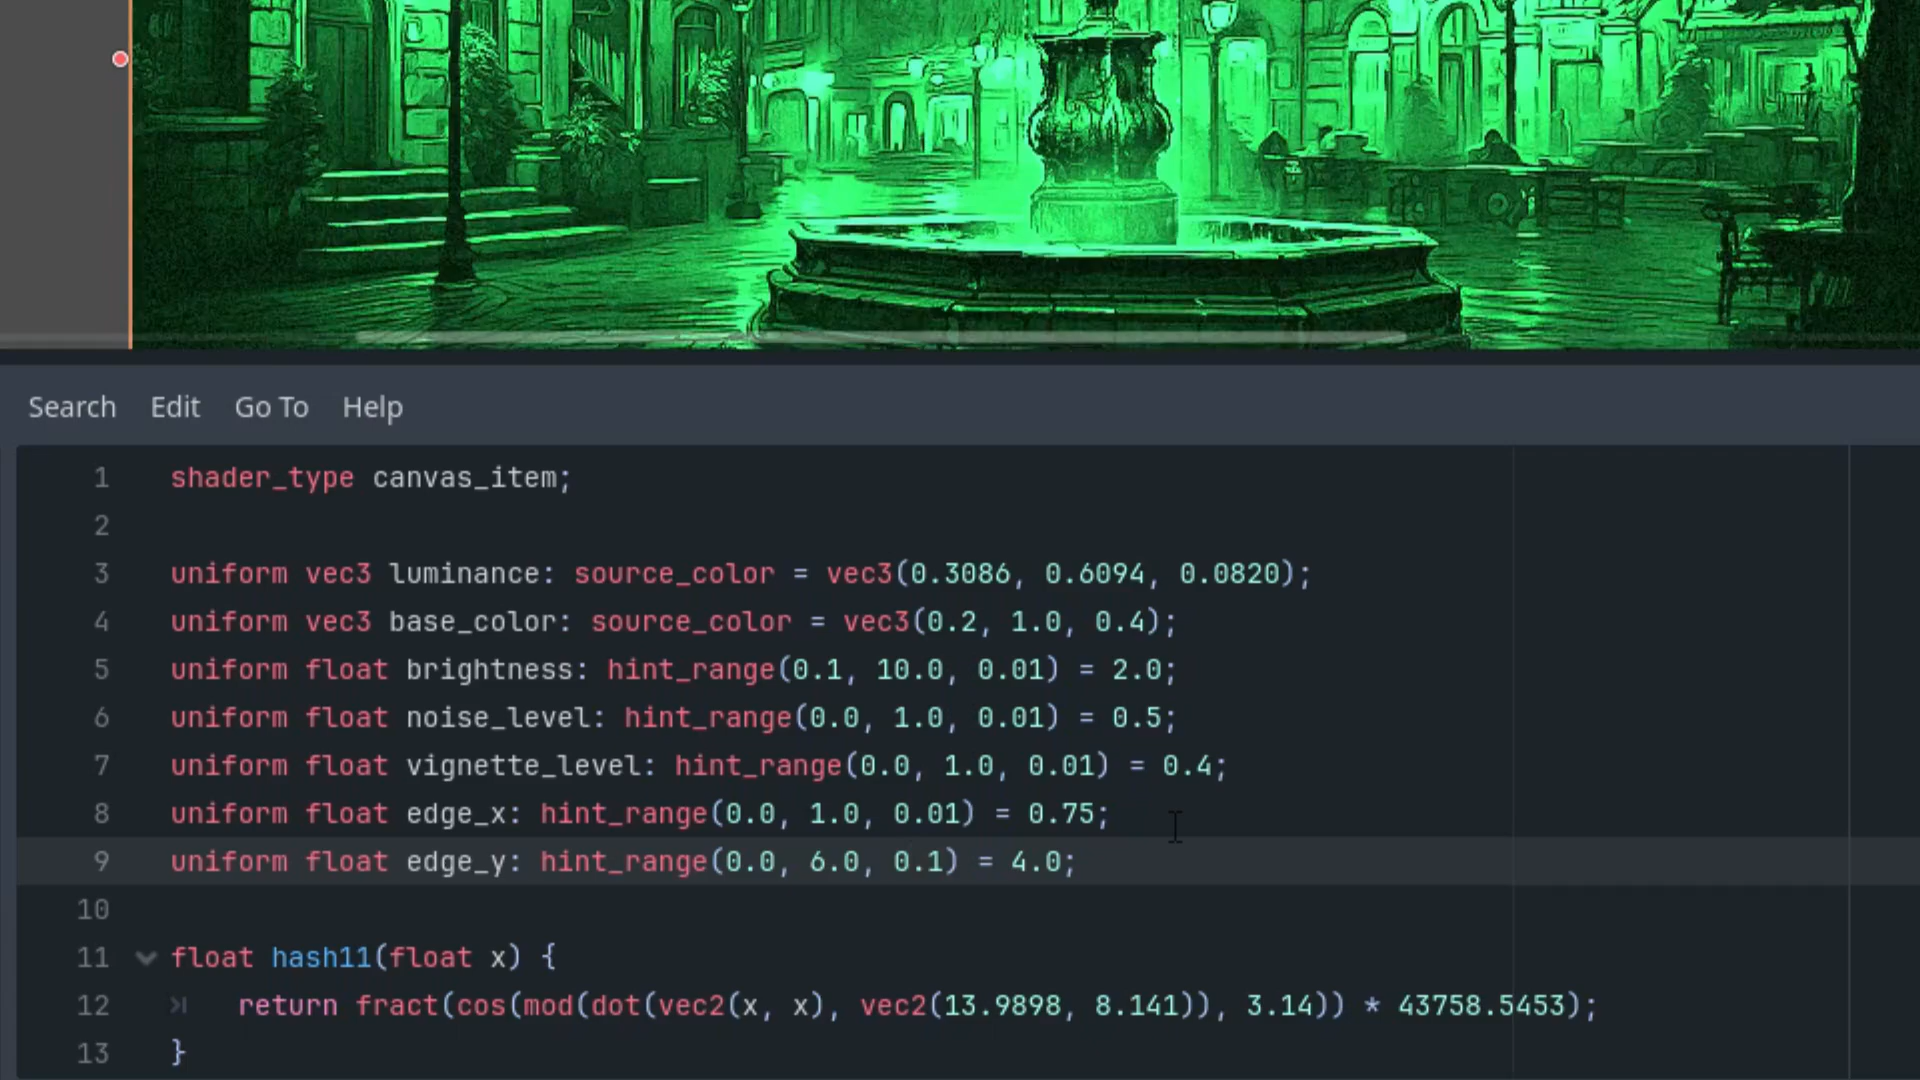 Search Edit Go To Help
1 shader_type canvas_item;
2
3 uniform vec3 luminance: source_color = vec3(0.3086, 0.6094, 0.0820);
4 uniform vec3 base_color: source_color = vec3(0.2, 1.0, 0.4);
5 uniform float brightness: hint_range(0.1, 10.0, 0.01) = 2.0;
6 uniform float noise_level: hint_range(0.0, 1.0, 0.01) = 0.5;
7 uniform float vignette_level: hint_range(0.0, 1.0, 0.01) = 0.4;
8 uniform float edge_x: hint_range(0.0, 1.0, 0.01) = 0.75;
9 uniform float edge_y: hint_range(0.0, 6.0, 0.1) = 4.0;
10
11 float hash11(float x) {
12 return fract(cos(mod(dot(vec2(x, x), vec2(13.9898, 8.141)), 3.14)) * 43758.5453);
13 }